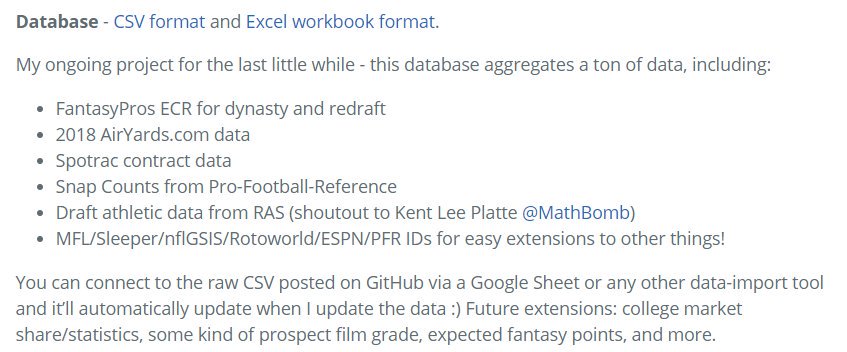 Database - CSV format and Excel workbook format.
My ongoing project for the last little while - this database aggregates a ton of data, including:
• FantasyPros ECR for dynasty and redraft
• 2018 AirYards.com data
• Spotrac contract data
• Snap Counts from Pro-Football-Reference
• Draft athletic data from RAS (shoutout to Kent Lee Platte @MathBomb)
• MFL/Sleeper/nflGSIS/Rotoworld/ESPN/PFR IDs for easy extensions to other things!
You can connect to the raw CSV posted on GitHub via a Google Sheet or any other data-import tool
and it’ll automatically update when I update the data :) Future extensions: college market
share/statistics, some kind of prospect film grade, expected fantasy points, and more.